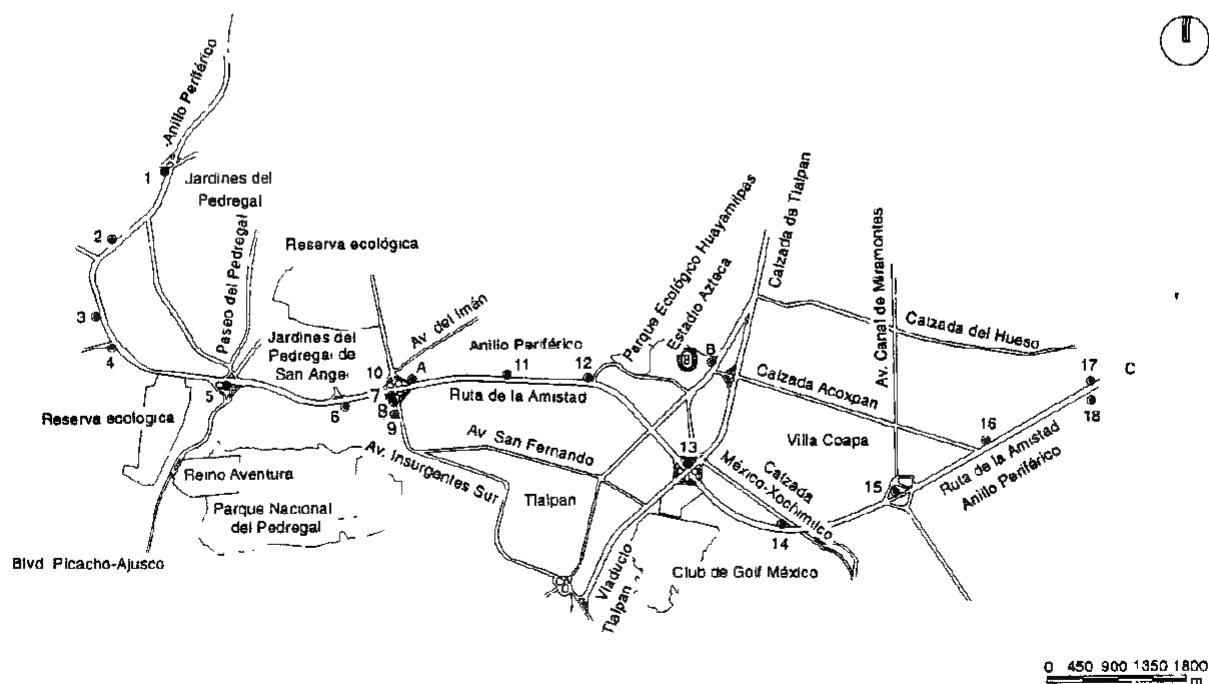 Anillo Periférico
1
Jardines del
Pedregal
2
Paseo del Pedregal
Reserva ecológica
3
4
Av. del Imán
Jardines del
Pedregal de
San Angel
Anillo Periférico
10
A
11
12
Parque Ecológico Huayamilpas
Estadio Azteca
B
Calzada de Tlalpan
Av. Canal de Miramontes
Calzada del Hueso
Calzada Acoxpan
17
C
18
5
6
7
8
9
Ruta de la Amistad
Reserva ecológica
Av. San Fernando
Av. Insurgentes Sur
13
Villa Coapa
16
Calzada
México-Xochimilco
15
Ruta de la Amistad
Anillo Periférico
Reino Aventura
Parque Nacional
del Pedregal
Tlalpan
14
Blvd. Picacho-Ajusco
Viaducto
Tlalpan
Club de Golf México
0 450 900 1350 1800
m